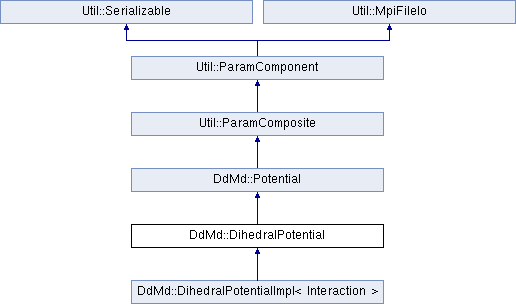 Util::Serializable
Util::MpiFileIo
Util::ParamComponent
Util::ParamComposite
DdMd::Potential
DdMd::DihedralPotential
DdMd::DihedralPotentialImpl< Interaction >